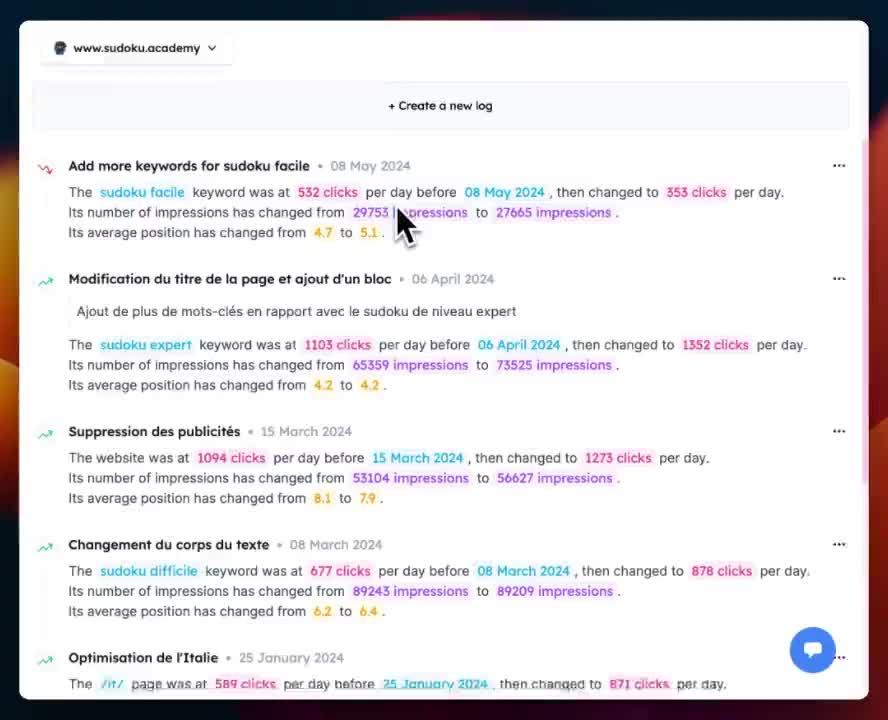 www.sudoku.academy
+ Create a new log
Add more keywords for sudoku facile • 08 May 2024
The sudoku facile keyword was at 532 clicks per day before 08 May 2024 , then changed to 353 clicks per day.
Its number of impressions has changed from 29753 impressions to 27665 impressions .
Its average position has changed from 4.7 to 5.1 .
Modification du titre de la page et ajout d'un bloc • 06 April 2024
Ajout de plus de mots-clés en rapport avec le sudoku de niveau expert
The sudoku expert keyword was at 1103 clicks per day before 06 April 2024 , then changed to 1352 clicks per day.
Its number of impressions has changed from 65359 impressions to 73525 impressions .
Its average position has changed from 4.2 to 4.2 .
Suppression des publicités • 15 March 2024
The website was at 1094 clicks per day before 15 March 2024 , then changed to 1273 clicks per day.
Its number of impressions has changed from 53104 impressions to 56627 impressions .
Its average position has changed from 8.1 to 7.9 .
Changement du corps du texte • 08 March 2024
The sudoku difficile keyword was at 677 clicks per day before 08 March 2024 , then changed to 878 clicks per day.
Its number of impressions has changed from 89243 impressions to 89209 impressions .
Its average position has changed from 6.2 to 6.4 .
Optimisation de l'Italie • 25 January 2024
The /it/ page was at 589 clicks per day before 25 January 2024 , then changed to 871 clicks per day.